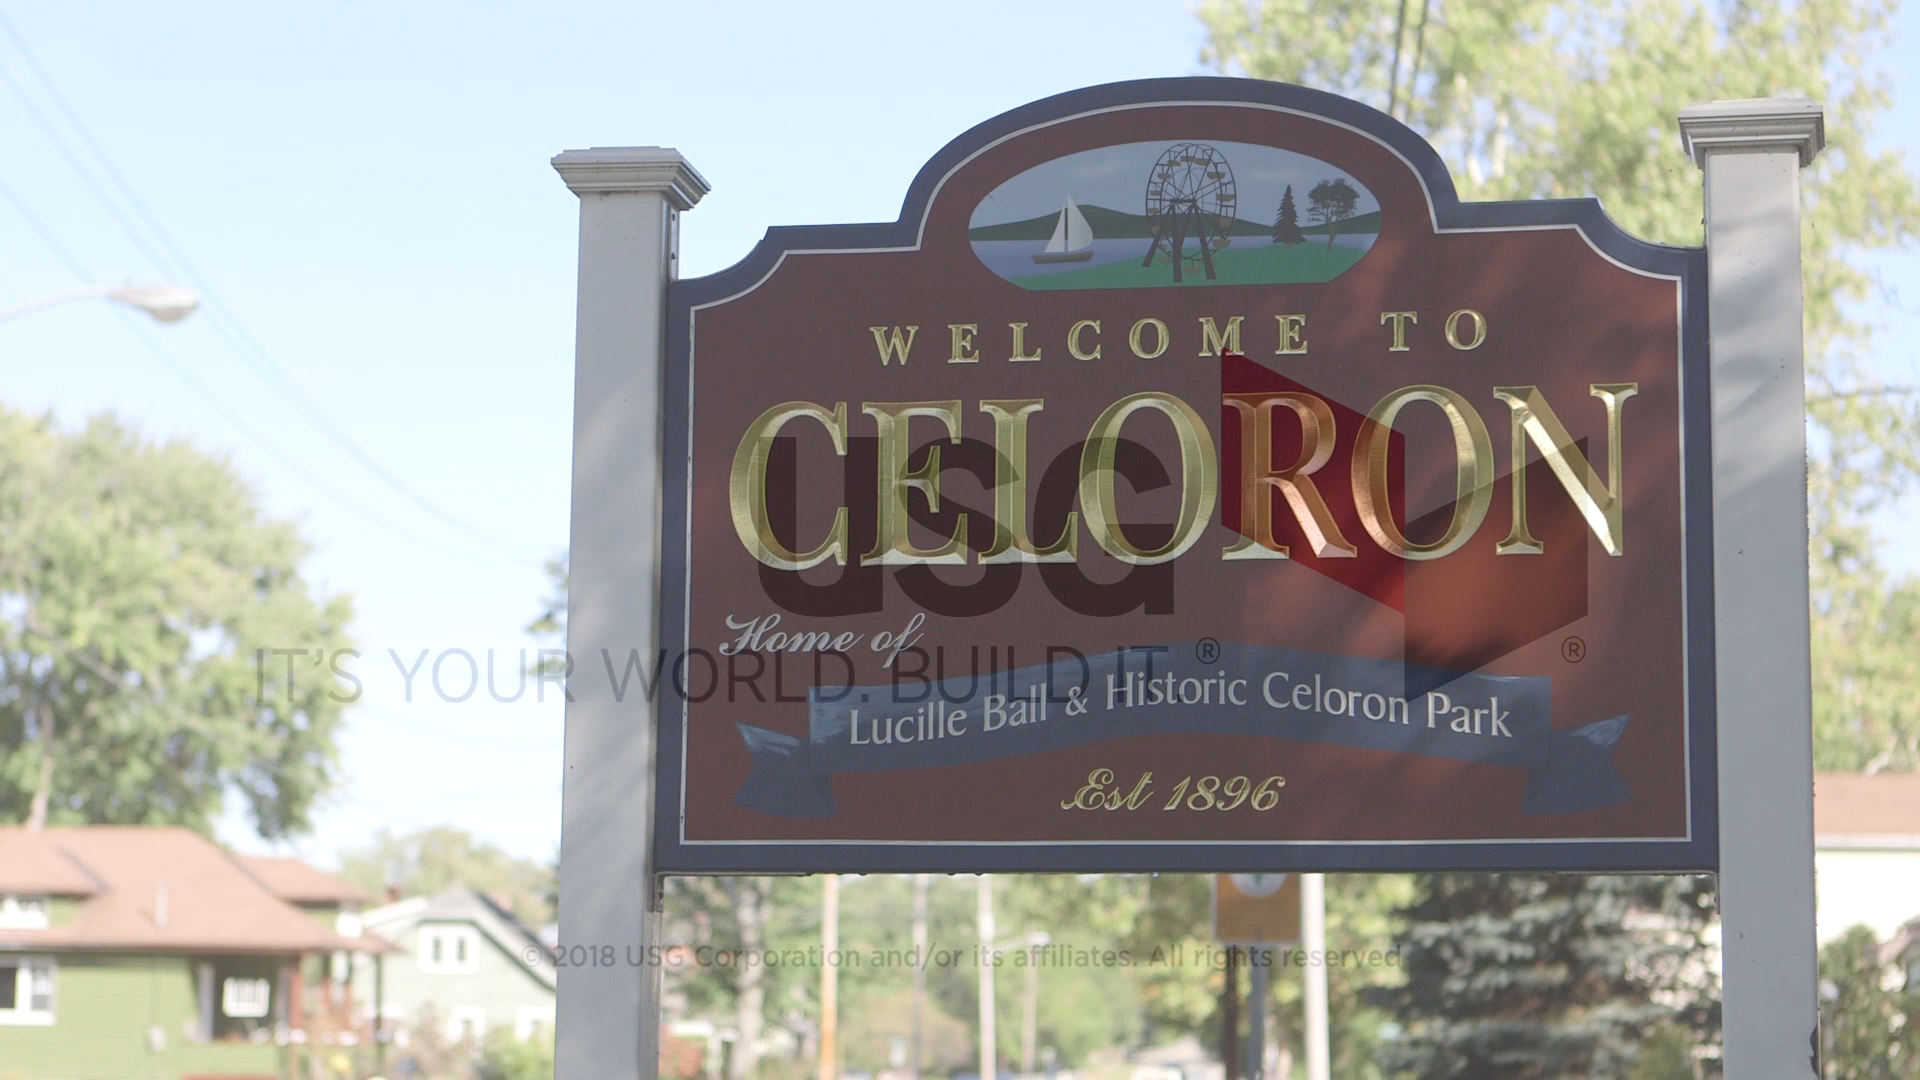 WELCOME TO
CELORON
USG
Home of
IT'S YOUR WORLD. BUILD IT. ® ®
Lucille Ball & Historic Celoron Park
Est 1896
© 2018 USG Corporation and/or its affiliates. All rights reserved.